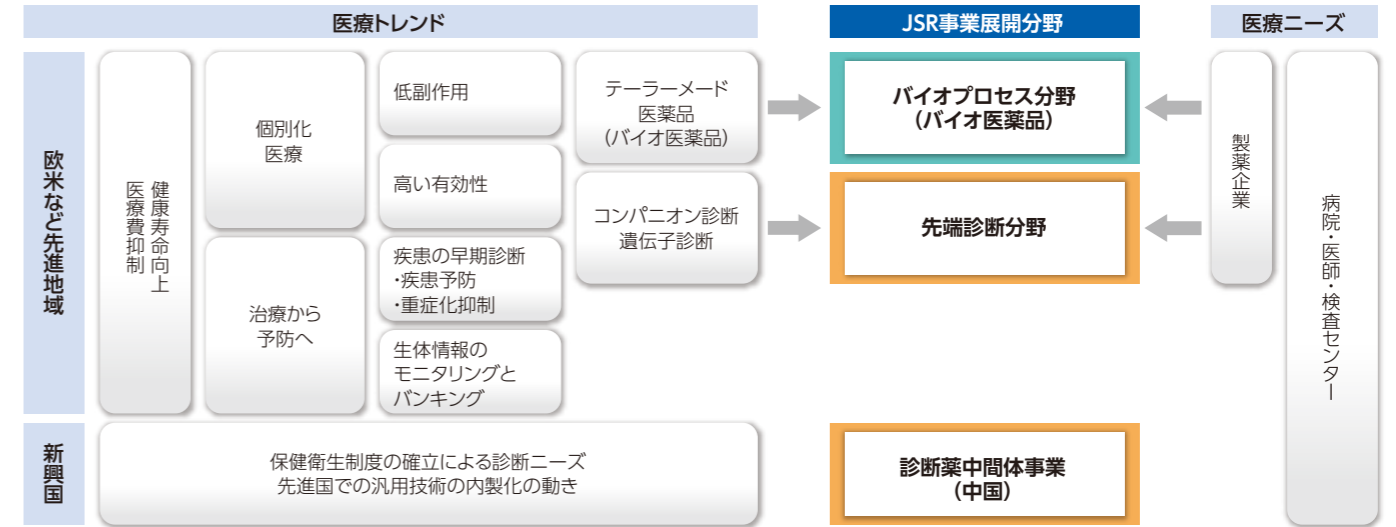 医療トレンド
JSR事業展開分野
医療ニーズ
欧米など先進地域
健康寿命向上
医療費抑制
個別化
医療
治療から
予防へ
低副作用
高い有効性
疾患の早期診断
・疾患予防
・重症化抑制
生体情報の
モニタリングと
バンキング
テーラーメード
医薬品
（バイオ医薬品）
コンパニオン診断
遺伝子診断
バイオプロセス分野
（バイオ医薬品）
先端診断分野
製薬企業
病院・医師・検査センター
新興国
保健衛生制度の確立による診断ニーズ
先進国での汎用技術の内製化の動き
診断薬中間体事業
（中国）